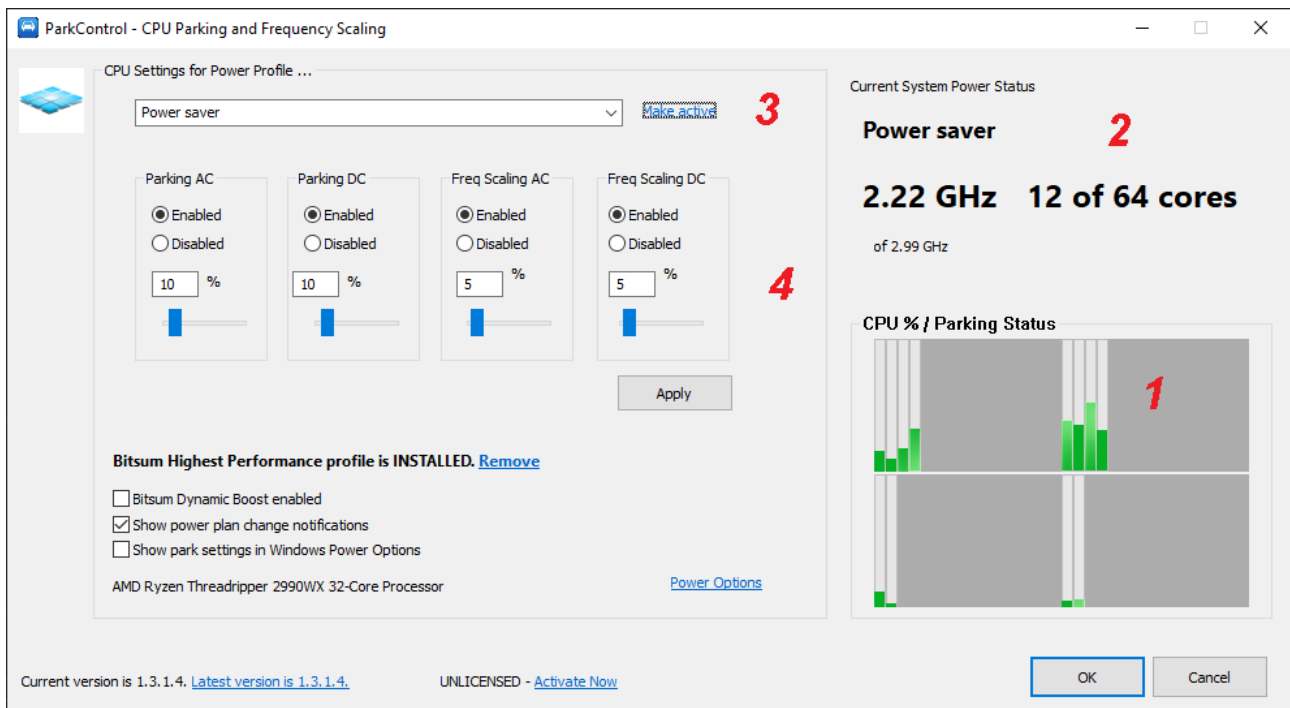 ParkControl - CPU Parking and Frequency Scaling
CPU Settings for Power Profile ...
Power saver
Make active
3
Parking AC
Enabled
Disabled
10 %
Parking DC
Enabled
Disabled
10 %
Freq Scaling AC
Enabled
Disabled
5 %
Freq Scaling DC
Enabled
Disabled
5 %
4
Apply
Bitsum Highest Performance profile is INSTALLED. Remove
Bitsum Dynamic Boost enabled
Show power plan change notifications
Show park settings in Windows Power Options
AMD Ryzen Threadripper 2990WX 32-Core Processor
Power Options
Current System Power Status
Power saver
2
2.22 GHz 12 of 64 cores
of 2.99 GHz
CPU % / Parking Status
1
Current version is 1.3.1.4. Latest version is 1.3.1.4.
UNLICENSED - Activate Now
OK
Cancel